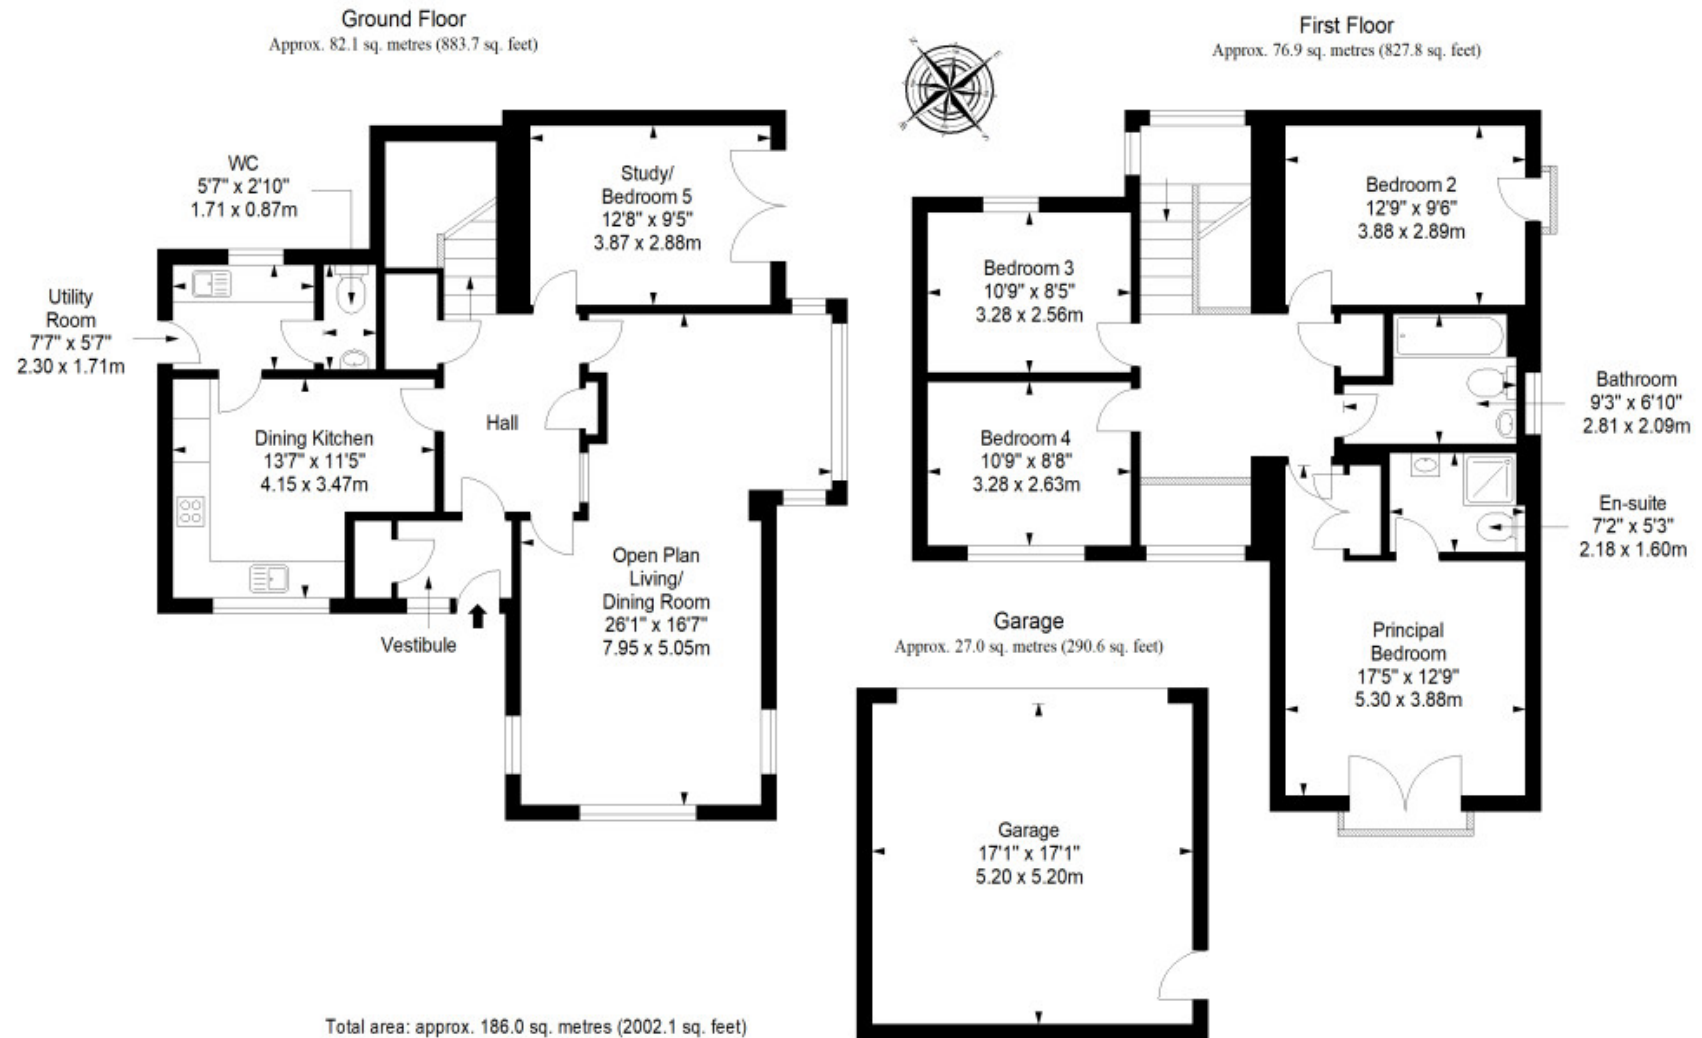 Ground Floor
Approx. 82.1 sq. metres (883.7 sq. feet)
WC
5'7" x 2'10"
1.71 x 0.87m
Study/
Bedroom 5
12'8" x 9'5"
3.87 x 2.88m
Utility
Room
7'7" x 5'7"
2.30 x 1.71m
Dining Kitchen
13'7" x 11'5"
4.15 x 3.47m
Hall
Open Plan
Living/
Dining Room
26'1" x 16'7"
7.95 x 5.05m
Vestibule
First Floor
Approx. 76.9 sq. metres (827.8 sq. feet)
Bedroom 2
12'9" x 9'6"
3.88 x 2.89m
Bedroom 3
10'9" x 8'5"
3.28 x 2.56m
Bedroom 4
10'9" x 8'8"
3.28 x 2.63m
Bathroom
9'3" x 6'10"
2.81 x 2.09m
En-suite
7'2" x 5'3"
2.18 x 1.60m
Principal
Bedroom
17'5" x 12'9"
5.30 x 3.88m
Garage
Approx. 27.0 sq. metres (290.6 sq. feet)
Garage
17'1" x 17'1"
5.20 x 5.20m
Total area: approx. 186.0 sq. metres (2002.1 sq. feet)